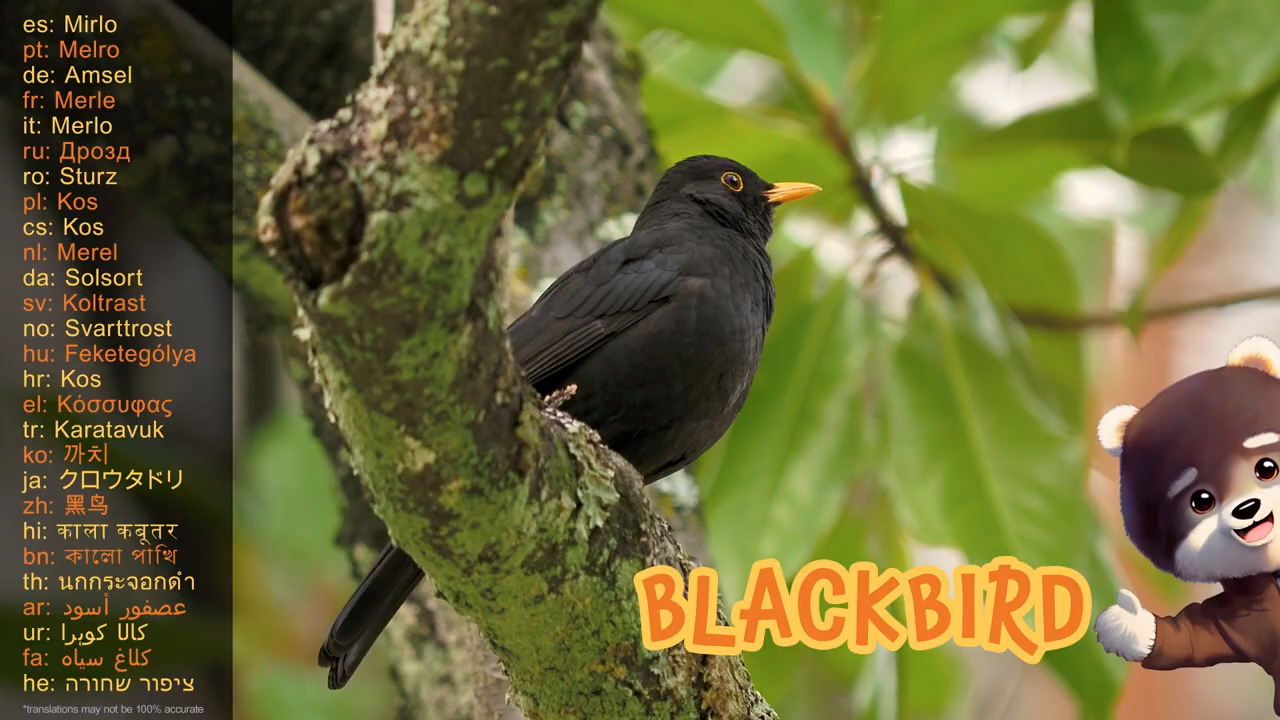 es: Mirlo
pt: Melro
de: Amsel
fr: Merle
it: Merlo
ru: Дрозд
ro: Sturz
pl: Kos
cs: Kos
nl: Merel
da: Solsort
sv: Koltrast
no: Svarttrost
hu: Feketególya
hr: Kos
el: Κόσσυφας
tr: Karatavuk
ko: 까치
ja: クロウタドリ
zh: 黑鸟
hi: काला कबूतर
bn: কালো পাখি
th: นกกระจอกดำ
ar: عصفور أسود
ur: کالا کوہرا
fa: کلاغ سیاه
he: ציפור שחורה
*translations may not be 100% accurate
BLACKBIRD